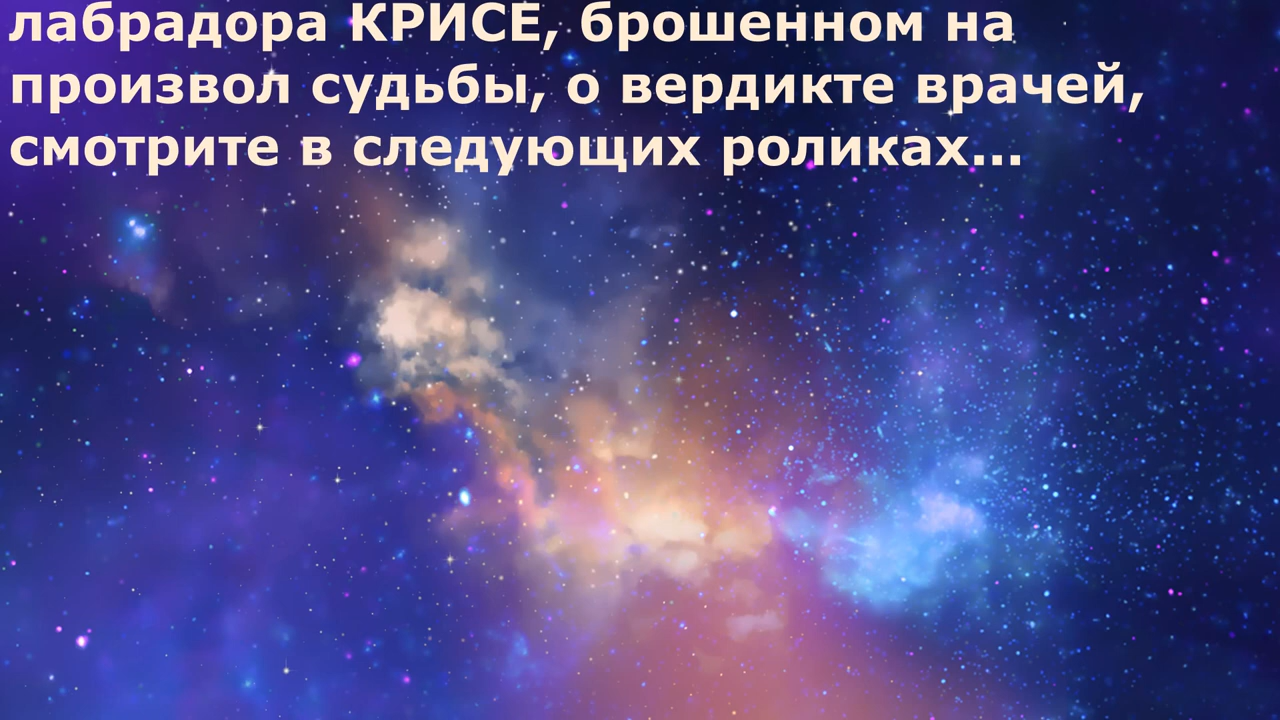 лабрадора КРИСЕ, брошенном на
произвол судьбы, о вердикте врачей,
смотрите в следующих роликах...